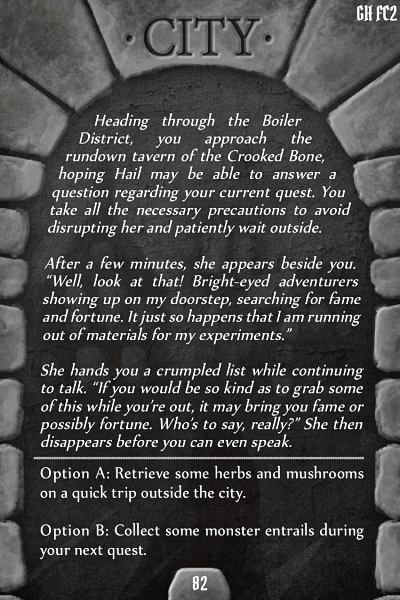 GH FC2
· CITY ·
Heading through the Boiler
District, you approach the
rundown tavern of the Crooked Bone,
hoping Hail may be able to answer a
question regarding your current quest. You
take all the necessary precautions to avoid
disrupting her and patiently wait outside.
After a few minutes, she appears beside you.
“Well, look at that! Bright-eyed adventurers
showing up on my doorstep, searching for fame
and fortune. It just so happens that I am running
out of materials for my experiments.”
She hands you a crumpled list while continuing
to talk. “If you would be so kind as to grab some
of this while you’re out, it may bring you fame or
possibly fortune. Who’s to say, really?” She then
disappears before you can even speak.
Option A: Retrieve some herbs and mushrooms
on a quick trip outside the city.
Option B: Collect some monster entrails during
your next quest.
82